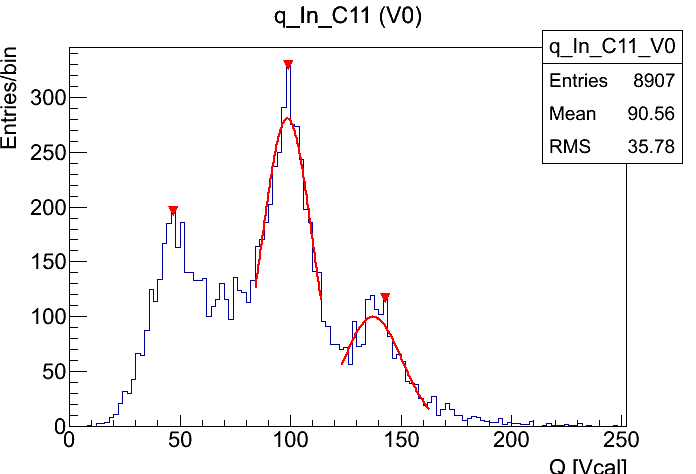 q_In_C11 (V0)
q_In_C11_V0
Entries 8907
Mean 90.56
RMS 35.78
Entries/bin
300
250
200
150
100
50
0
0 50 100 150 200 250
Q [Vcal]